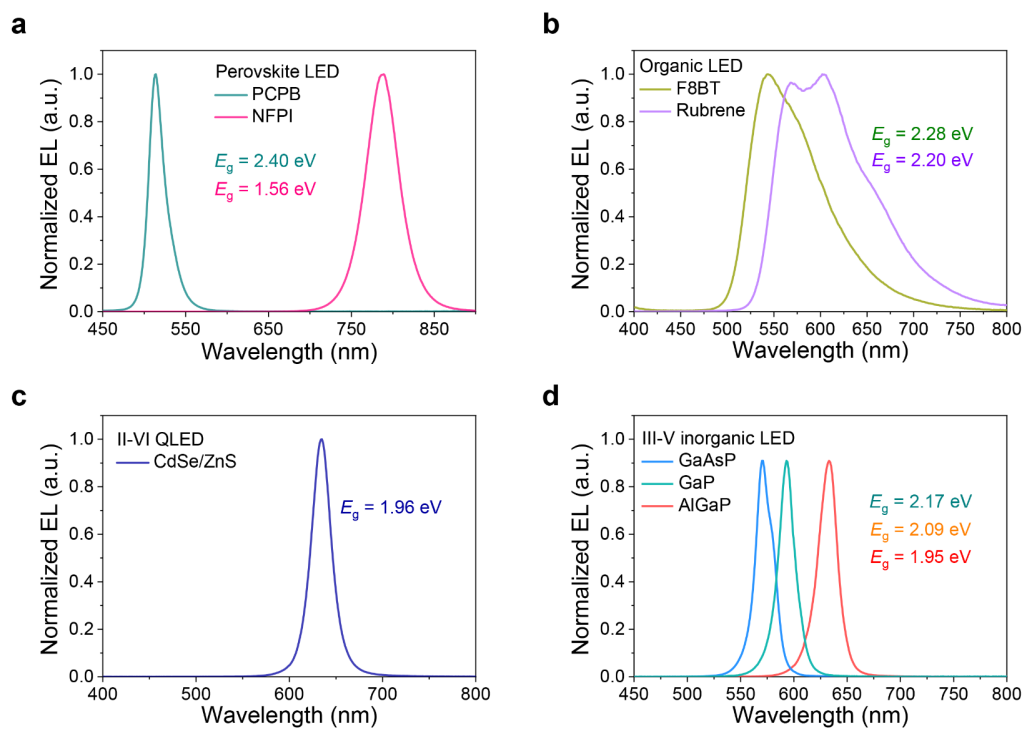 a
Perovskite LED
PCPB
NFPI
Eg = 2.40 eV
Eg = 1.56 eV
Normalized EL (a.u.)
1.0
0.8
0.6
0.4
0.2
0.0
450 550 650 750 850
Wavelength (nm)
b
Organic LED
F8BT
Rubrene
Eg = 2.28 eV
Eg = 2.20 eV
Normalized EL (a.u.)
1.0
0.8
0.6
0.4
0.2
0.0
400 450 500 550 600 650 700 750 800
Wavelength (nm)
c
II-VI QLED
CdSe/ZnS
Eg = 1.96 eV
Normalized EL (a.u.)
1.0
0.8
0.6
0.4
0.2
0.0
400 500 600 700 800
Wavelength (nm)
d
III-V inorganic LED
GaAsP
GaP
AlGaP
Eg = 2.17 eV
Eg = 2.09 eV
Eg = 1.95 eV
Normalized EL (a.u.)
1.0
0.8
0.6
0.4
0.2
0.0
450 500 550 600 650 700 750 800
Wavelength (nm)